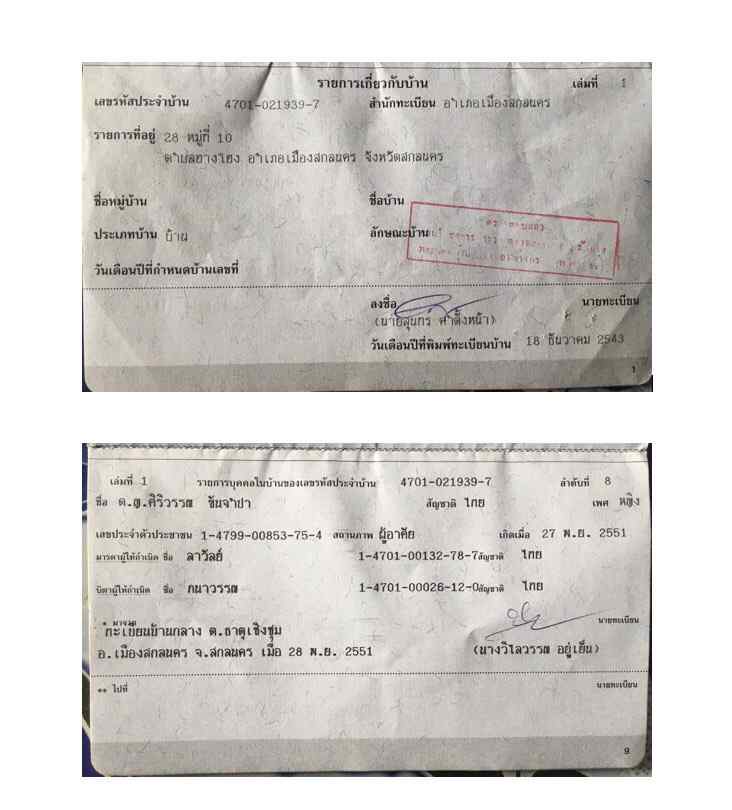 รายการเกี่ยวกับบ้าน เล่มที่ 1
เลขรหัสประจำบ้าน 4701-021939-7 สำนักทะเบียน อำเภอเมืองสกลนคร
รายการที่อยู่ 28 หมู่ที่ 10
ตำบลฮางโฮง อำเภอเมืองสกลนคร จังหวัดสกลนคร
ชื่อหมู่บ้าน ชื่อบ้าน
ประเภทบ้าน บ้าน ลักษณะบ้าน
วันเดือนปีที่กำหนดบ้านเลขที่
ลงชื่อ นายทะเบียน
(นายสุนทร คำตั้งหน้า)
วันเดือนปีที่พิมพ์ทะเบียนบ้าน 18 ธันวาคม 2543
1
เล่มที่ 1 รายการบุคคลในบ้านของเลขรหัสประจำบ้าน 4701-021939-7 ลำดับที่ 8
ชื่อ ด.ญ.ศิริวรรณ ขันจำปา สัญชาติ ไทย เพศ หญิง
เลขประจำตัวประชาชน 1-4799-00853-75-4 สถานภาพ ผู้อาศัย เกิดเมื่อ 27 พ.ย. 2551
มารดาผู้ให้กำเนิด ชื่อ ลาวัลย์ 1-4701-00132-78-7 สัญชาติ ไทย
บิดาผู้ให้กำเนิด ชื่อ คนาวรรณ 1-4701-00026-12-0 สัญชาติ ไทย
* มาจาก นายทะเบียน
ทะเบียนบ้านกลาง ต.ธาตุเชิงชุม
อ.เมืองสกลนคร จ.สกลนคร เมื่อ 28 พ.ย. 2551 (นางวิไลวรรณ อยู่เย็น)
** ไปที่ นายทะเบียน
9